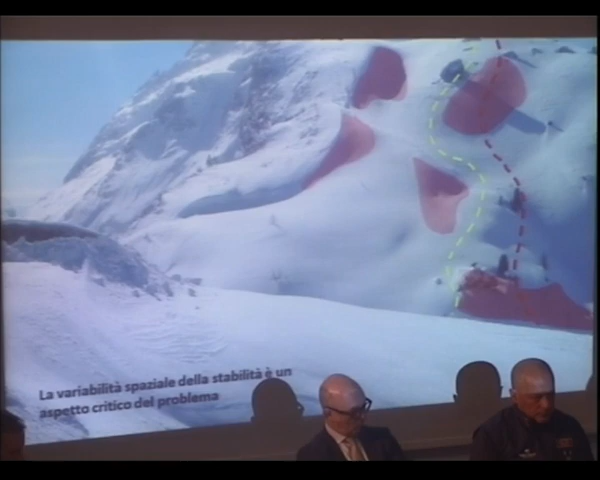 La variabilità spaziale della stabilità è un
aspetto critico del problema